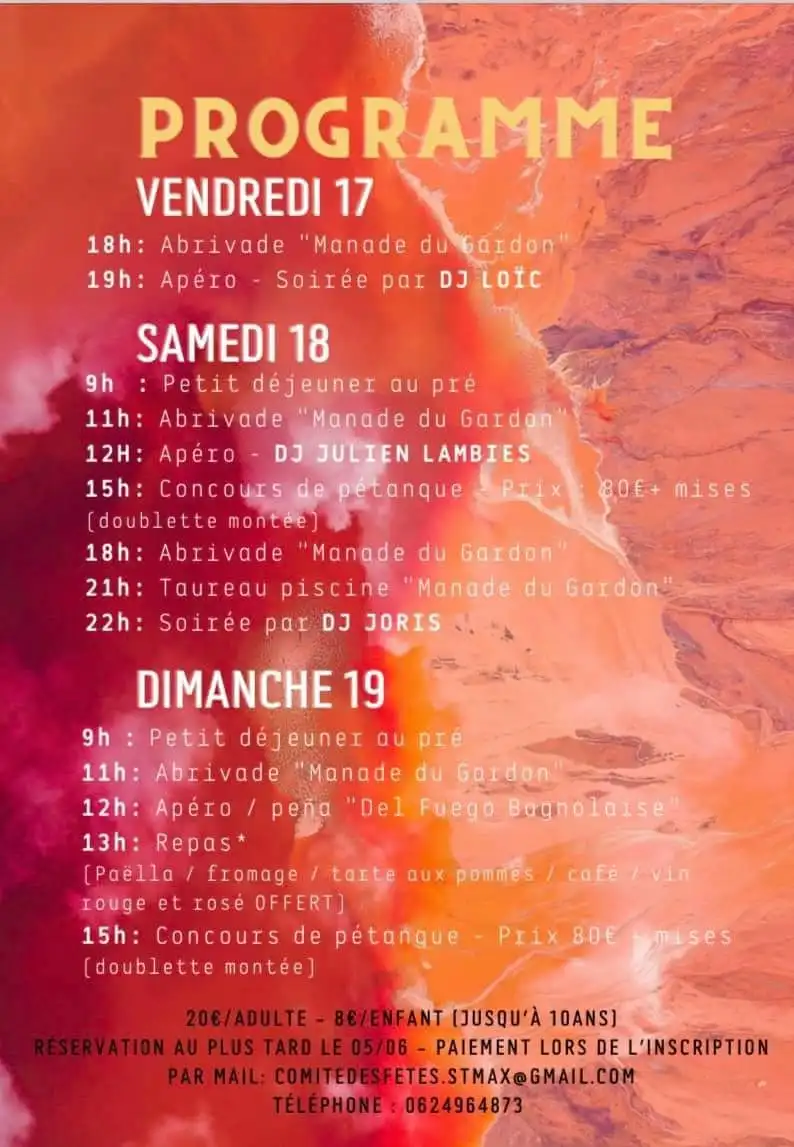 PROGRAMME
VENDREDI 17
18h: Abrivade "Manade du Gardon"
19h: Apéro - Soirée par DJ LOÏC
SAMEDI 18
9h : Petit déjeuner au pré
11h: Abrivade "Manade du Gardon"
12H: Apéro - DJ JULIEN LAMBIES
15h: Concours de pétanque - Prix : 80€+ mises
(doublette montée)
18h: Abrivade "Manade du Gardon"
21h: Taureau piscine "Manade du Gardon"
22h: Soirée par DJ JORIS
DIMANCHE 19
9h : Petit déjeuner au pré
11h: Abrivade "Manade du Gordon"
12h: Apéro / peña "Del Fuego Bagnolaise"
13h: Repas*
(Paëlla / fromage / tarte aux pommes / café / vin
rouge et rosé OFFERT)
15h: Concours de pétanque - Prix 80€ + mises
(doublette montée)
20€/ADULTE - 8€/ENFANT (JUSQU'À 10ANS)
RÉSERVATION AU PLUS TARD LE 05/06 - PAIEMENT LORS DE L'INSCRIPTION
PAR MAIL: COMITEDESFETES.STMAX@GMAIL.COM
TÉLÉPHONE : 0624964873